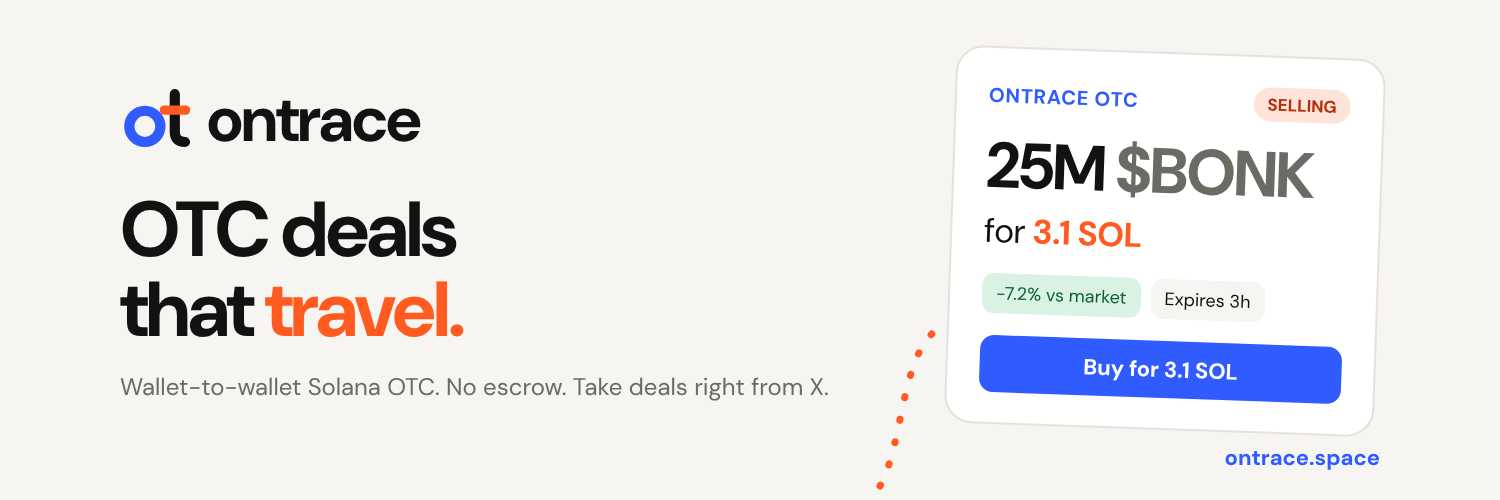 ot ontrace
OTC deals
that travel.
Wallet-to-wallet Solana OTC. No escrow. Take deals right from X.
ONTRACE OTC
SELLING
25M $BONK
for 3.1 SOL
-7.2% vs market
Expires 3h
Buy for 3.1 SOL
ontrace.space